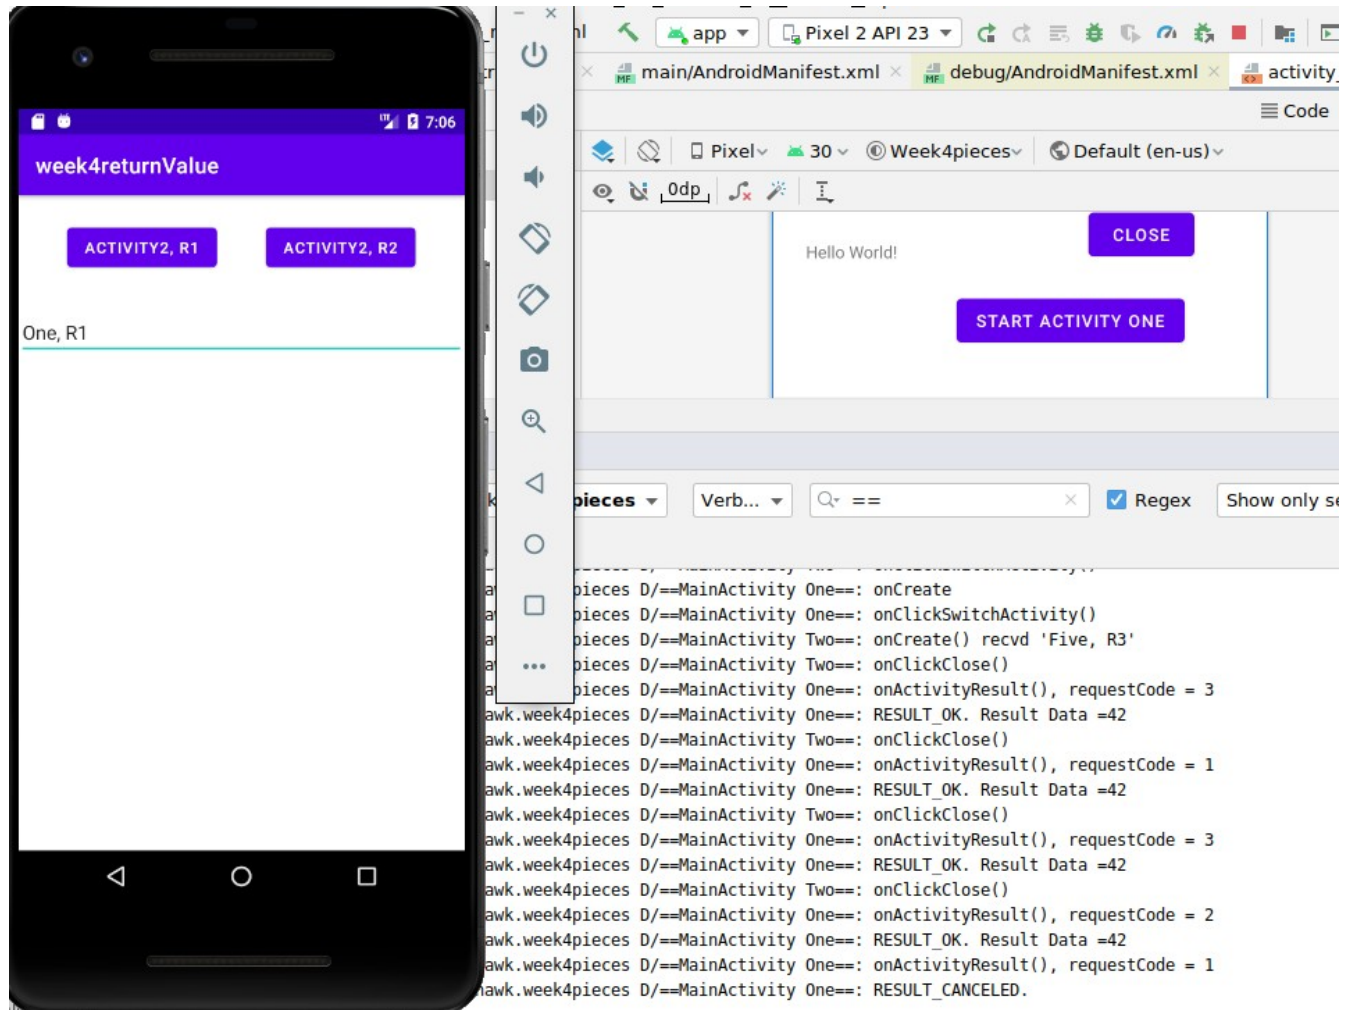 7:06
week4returnValue
ACTIVITY2, R1
ACTIVITY2, R2
One, R1
app
Pixel 2 API 23
main/AndroidManifest.xml
debug/AndroidManifest.xml
activity_
Code
Pixel
30
Week4pieces
Default (en-us)
0dp
CLOSE
Hello World!
START ACTIVITY ONE
pieces
Verb...
==
Regex
Show only se
pieces D/==MainActivity One==: onCreate
pieces D/==MainActivity One==: onClickSwitchActivity()
pieces D/==MainActivity Two==: onCreate() recvd 'Five, R3'
pieces D/==MainActivity Two==: onClickClose()
pieces D/==MainActivity One==: onActivityResult(), requestCode = 3
awk.week4pieces D/==MainActivity One==: RESULT_OK. Result Data =42
awk.week4pieces D/==MainActivity Two==: onClickClose()
awk.week4pieces D/==MainActivity One==: onActivityResult(), requestCode = 1
awk.week4pieces D/==MainActivity One==: RESULT_OK. Result Data =42
awk.week4pieces D/==MainActivity Two==: onClickClose()
awk.week4pieces D/==MainActivity One==: onActivityResult(), requestCode = 3
awk.week4pieces D/==MainActivity One==: RESULT_OK. Result Data =42
awk.week4pieces D/==MainActivity Two==: onClickClose()
awk.week4pieces D/==MainActivity One==: onActivityResult(), requestCode = 2
awk.week4pieces D/==MainActivity One==: RESULT_OK. Result Data =42
awk.week4pieces D/==MainActivity One==: onActivityResult(), requestCode = 1
awk.week4pieces D/==MainActivity One==: RESULT_CANCELED.